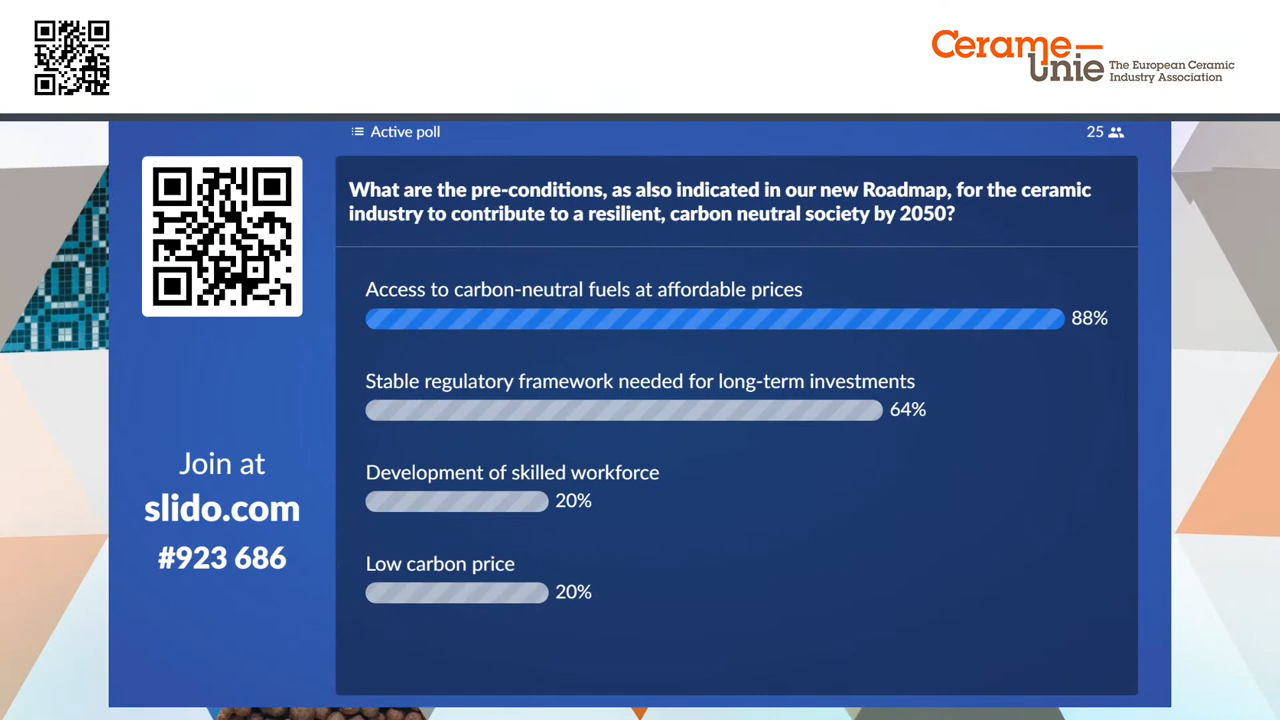 Cerame—
Unie The European Ceramic
Industry Association
Active poll
25
What are the pre-conditions, as also indicated in our new Roadmap, for the ceramic
industry to contribute to a resilient, carbon neutral society by 2050?
Access to carbon-neutral fuels at affordable prices
88%
Stable regulatory framework needed for long-term investments
64%
Development of skilled workforce
20%
Low carbon price
20%
Join at
slido.com
#923 686